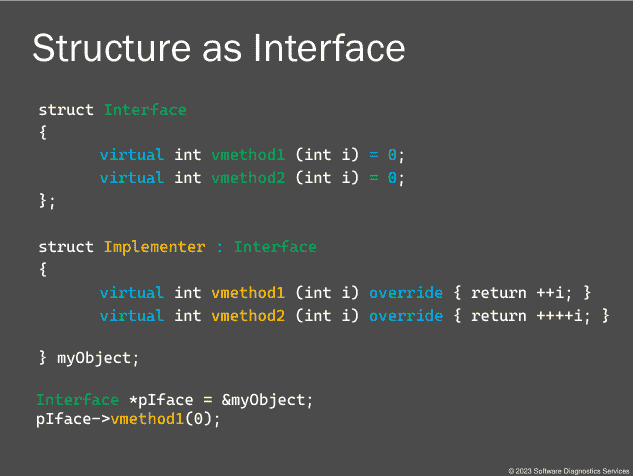 Structure as Interface
struct Interface
{
virtual int vmethod1 (int i) = 0;
virtual int vmethod2 (int i) = 0;
};
struct Implementer : Interface
{
virtual int vmethod1 (int i) override { return ++i; }
virtual int vmethod2 (int i) override { return ++++i; }
} myObject;
Interface *pIface = &myObject;
pIface->vmethod1(0);
© 2023 Software Diagnostics Services